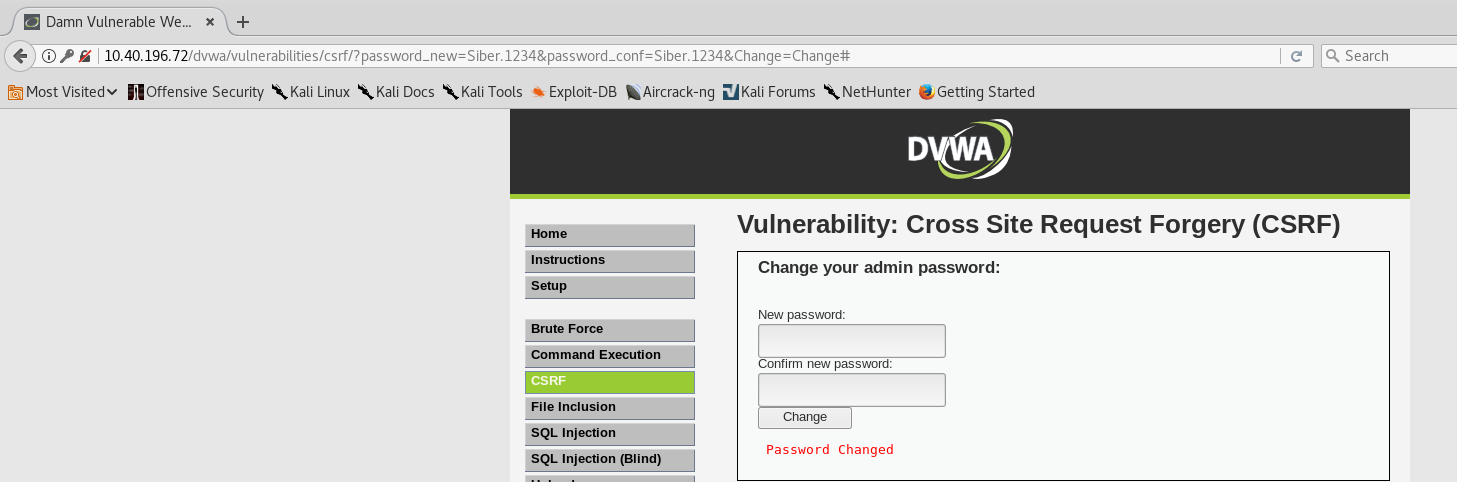 Damn Vulnerable We...
10.40.196.72/dvwa/vulnerabilities/csrf/?password_new=Siber.1234&password_conf=Siber.1234&Change=Change#
Search
Most Visited Offensive Security Kali Linux Kali Docs Kali Tools Exploit-DB Aircrack-ng Kali Forums NetHunter Getting Started
DVWA
Vulnerability: Cross Site Request Forgery (CSRF)
Home
Instructions
Setup
Brute Force
Command Execution
CSRF
File Inclusion
SQL Injection
SQL Injection (Blind)
Change your admin password:
New password:
Confirm new password:
Change
Password Changed